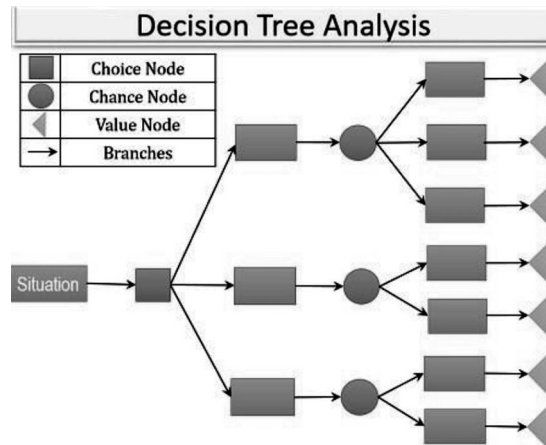 Decision Tree Analysis
Choice Node
Chance Node
Value Node
Branches
Situation